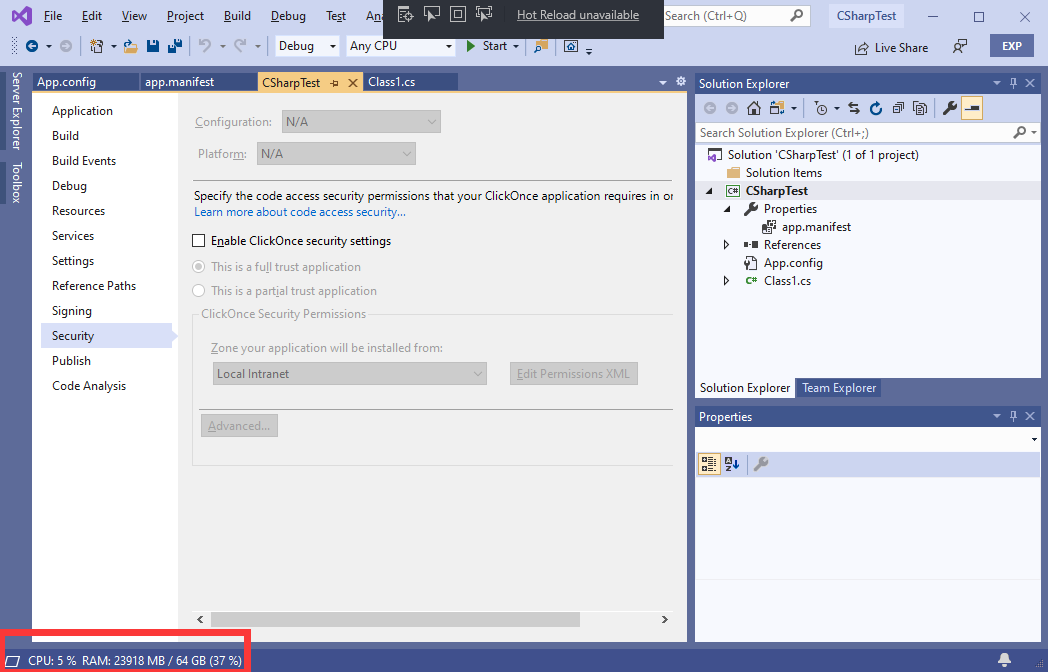 File Edit View Project Build Debug Test An
Hot Reload unavailable
Search (Ctrl+Q)
CSharpTest
Debug Any CPU Start
Live Share
EXP
Server Explorer
Toolbox
App.config app.manifest CSharpTest Class1.cs
Application
Build
Build Events
Debug
Resources
Services
Settings
Reference Paths
Signing
Security
Publish
Code Analysis
Configuration: N/A
Platform: N/A
Specify the code access security permissions that your ClickOnce application requires in or
Learn more about code access security...
Enable ClickOnce security settings
This is a full trust application
This is a partial trust application
ClickOnce Security Permissions
Zone your application will be installed from:
Local Intranet Edit Permissions XML
Advanced...
Solution Explorer
Search Solution Explorer (Ctrl+;)
Solution 'CSharpTest' (1 of 1 project)
Solution Items
C# CSharpTest
Properties
app.manifest
References
App.config
C# Class1.cs
Solution Explorer Team Explorer
Properties
CPU: 5 % RAM: 23918 MB / 64 GB (37 %)